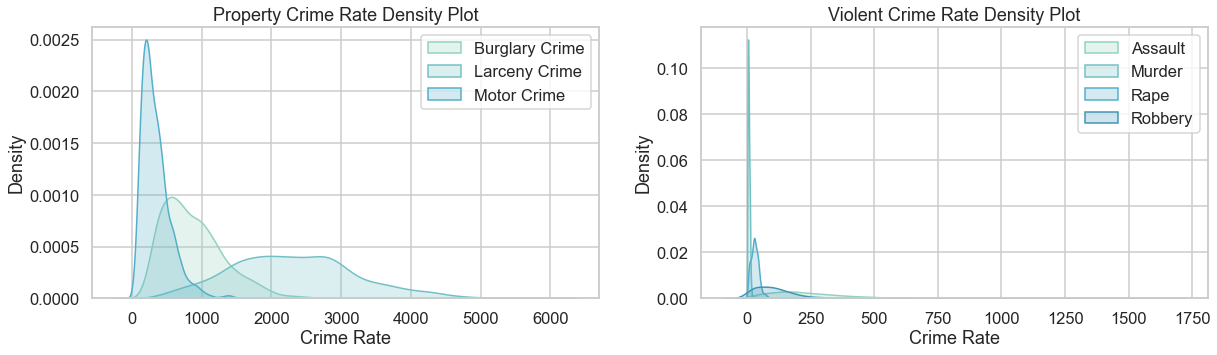 Property Crime Rate Density Plot
Density
0.0025
0.0020
0.0015
0.0010
0.0005
0.0000
Burglary Crime
Larceny Crime
Motor Crime
0 1000 2000 3000 4000 5000 6000
Crime Rate
Violent Crime Rate Density Plot
Density
0.10
0.08
0.06
0.04
0.02
0.00
Assault
Murder
Rape
Robbery
0 250 500 750 1000 1250 1500 1750
Crime Rate